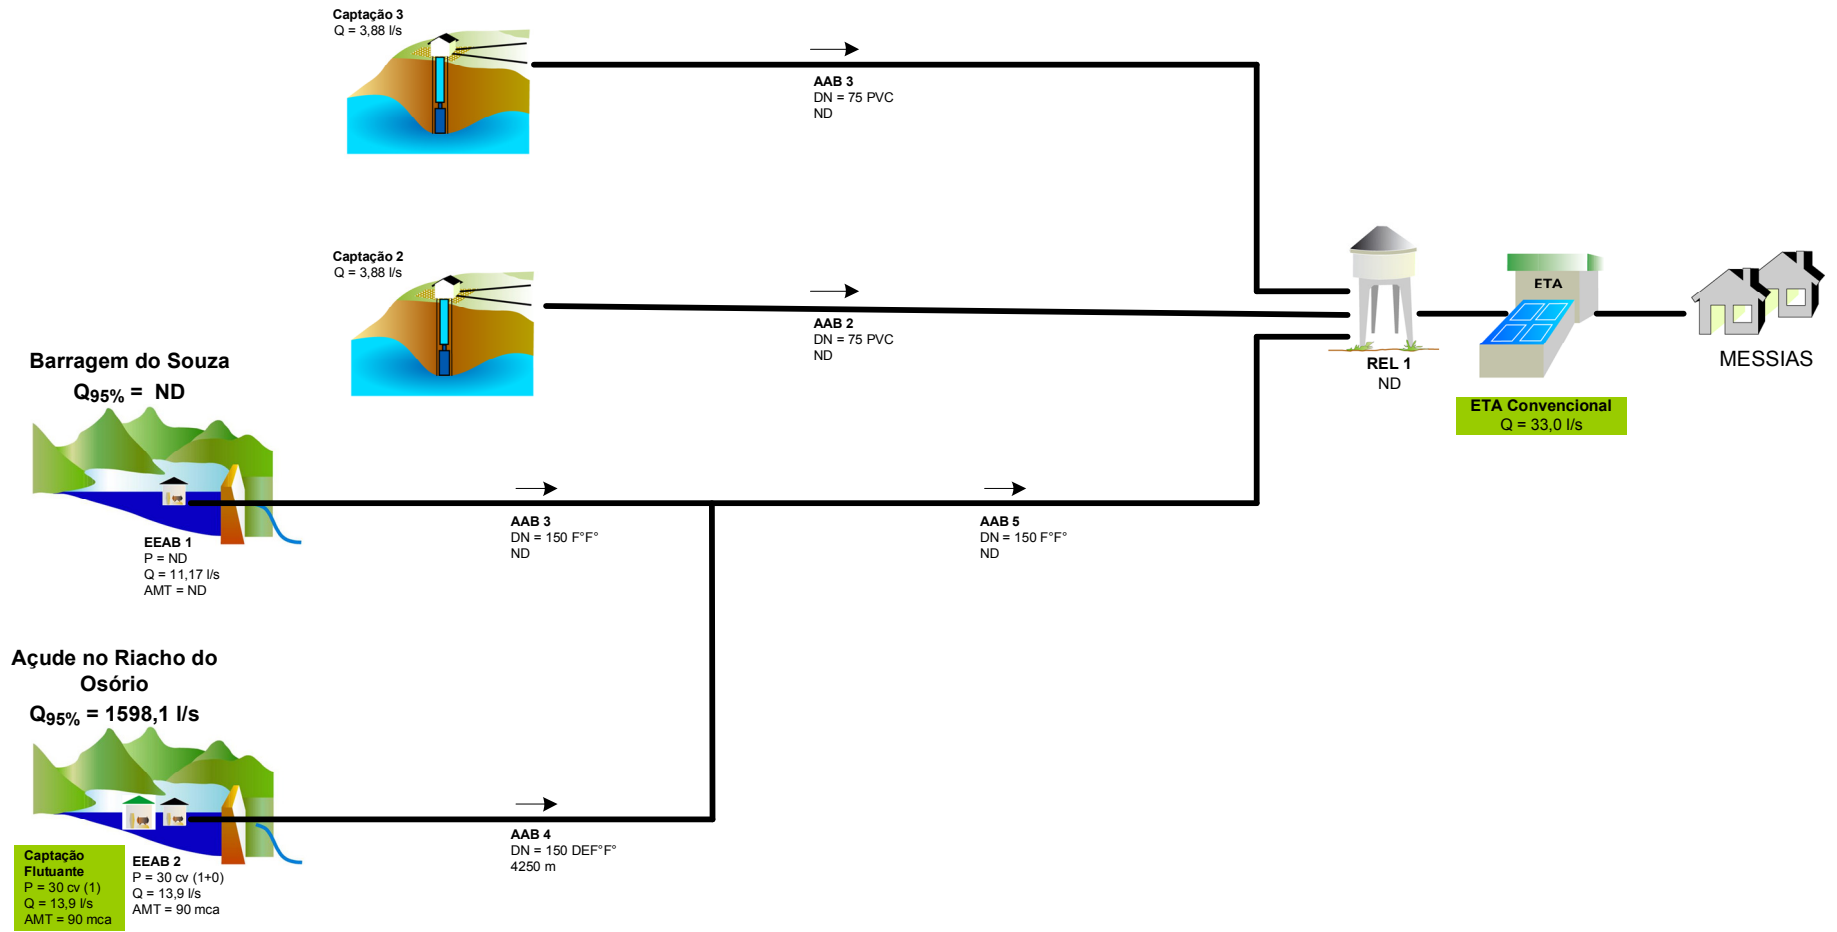 Captação 3
Q = 3,88 l/s
AAB 3
DN = 75 PVC
ND
Captação 2
Q = 3,88 l/s
AAB 2
DN = 75 PVC
ND
REL 1
ND
ETA
ETA Convencional
Q = 33,0 l/s
MESSIAS
Barragem do Souza
Q95% = ND
EEAB 1
P = ND
Q = 11,17 l/s
AMT = ND
AAB 3
DN = 150 F°F°
ND
AAB 5
DN = 150 F°F°
ND
Açude no Riacho do
Osório
Q95% = 1598,1 l/s
Captação
Flutuante
P = 30 cv (1)
Q = 13,9 l/s
AMT = 90 mca
EEAB 2
P = 30 cv (1+0)
Q = 13,9 l/s
AMT = 90 mca
AAB 4
DN = 150 DEF°F°
4250 m